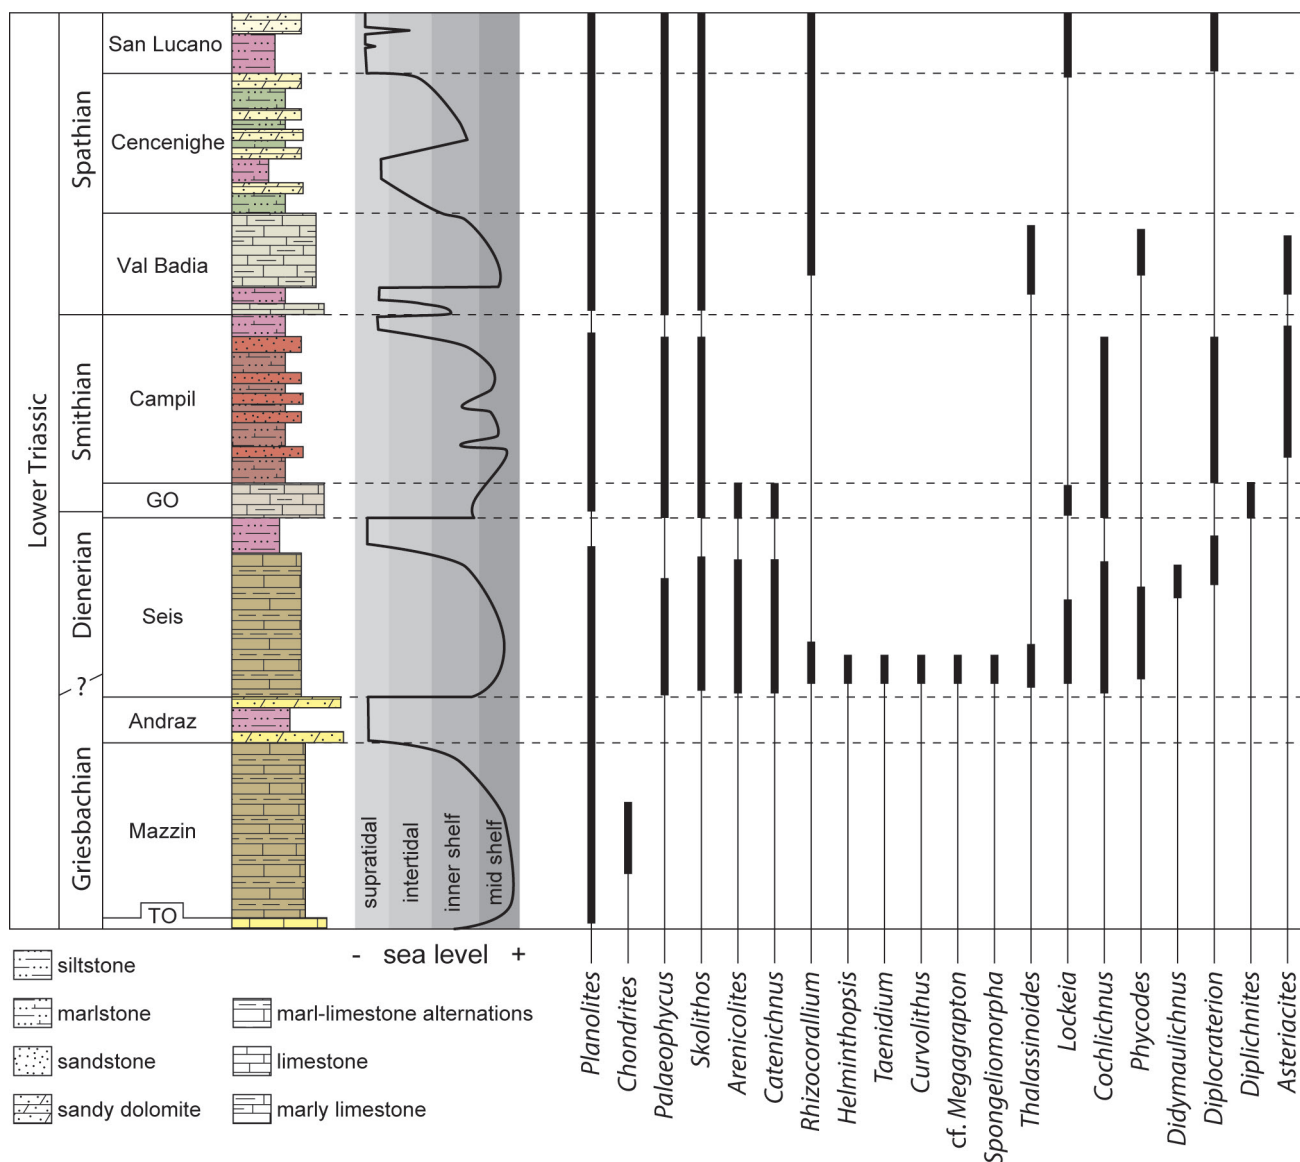 Lower Triassic
Spathian
Smithian
Dienerian
?
Griesbachian
San Lucano
Cencenighe
Val Badia
Campil
GO
Seis
Andraz
Mazzin
TO
supratidal
intertidal
inner shelf
mid shelf
- sea level +
siltstone
marlstone
sandstone
sandy dolomite
marl-limestone alternations
limestone
marly limestone
Planolites
Chondrites
Palaeophycus
Skolithos
Arenicolites
Catenichnus
Rhizocorallium
Helminthopsis
Taenidium
Curvolithus
cf. Megagrapton
Spongeliomorpha
Thalassinoides
Lockeia
Cochlichnus
Phycodes
Didymaulichnus
Diplocraterion
Diplichnites
Asteriacites